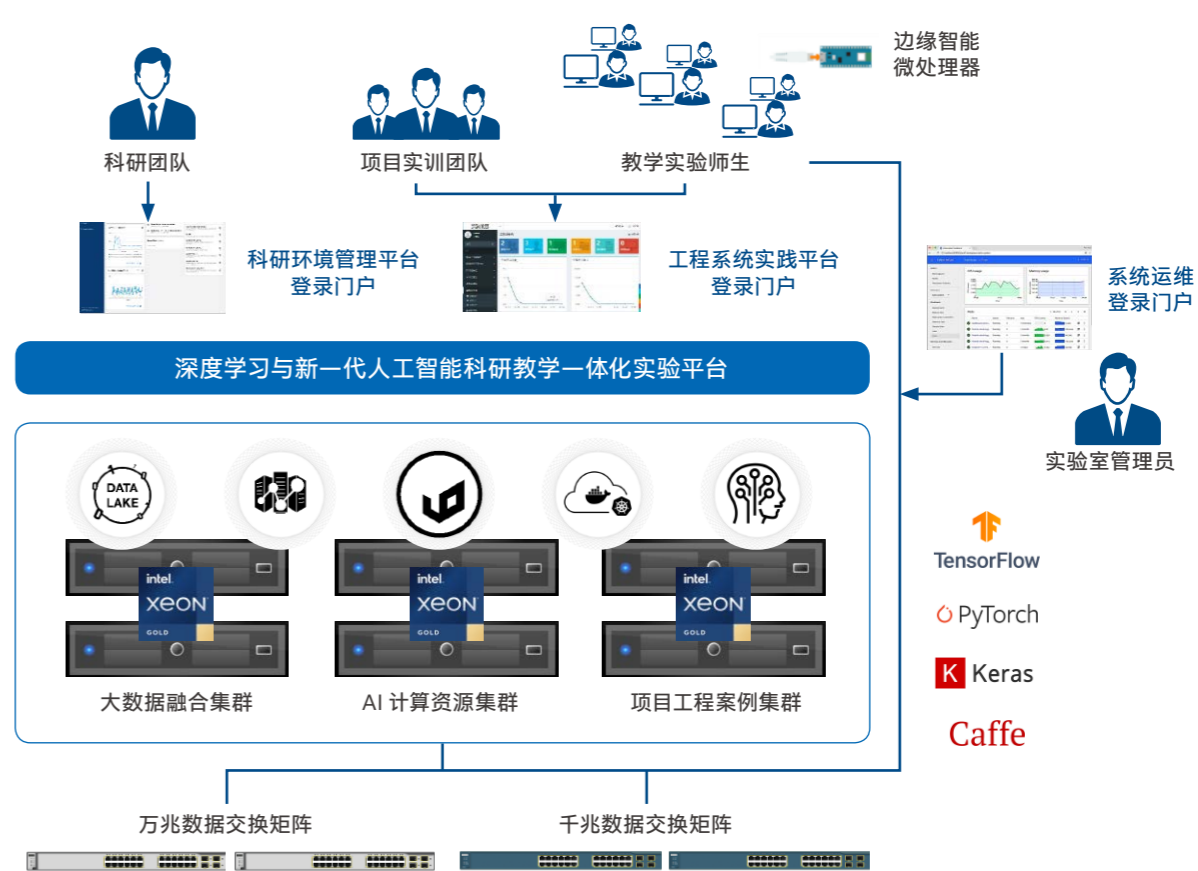 边缘智能
微处理器
科研团队
项目实训团队
教学实验师生
科研环境管理平台
登录门户
工程系统实践平台
登录门户
系统运维
登录门户
深度学习与新一代人工智能科研教学一体化实验平台
实验室管理员
DATA
LAKE
intel.
xeon
GOLD
intel.
xeon
GOLD
intel.
xeon
GOLD
大数据融合集群
AI 计算资源集群
项目工程案例集群
TensorFlow
PyTorch
K Keras
Caffe
万兆数据交换矩阵
千兆数据交换矩阵